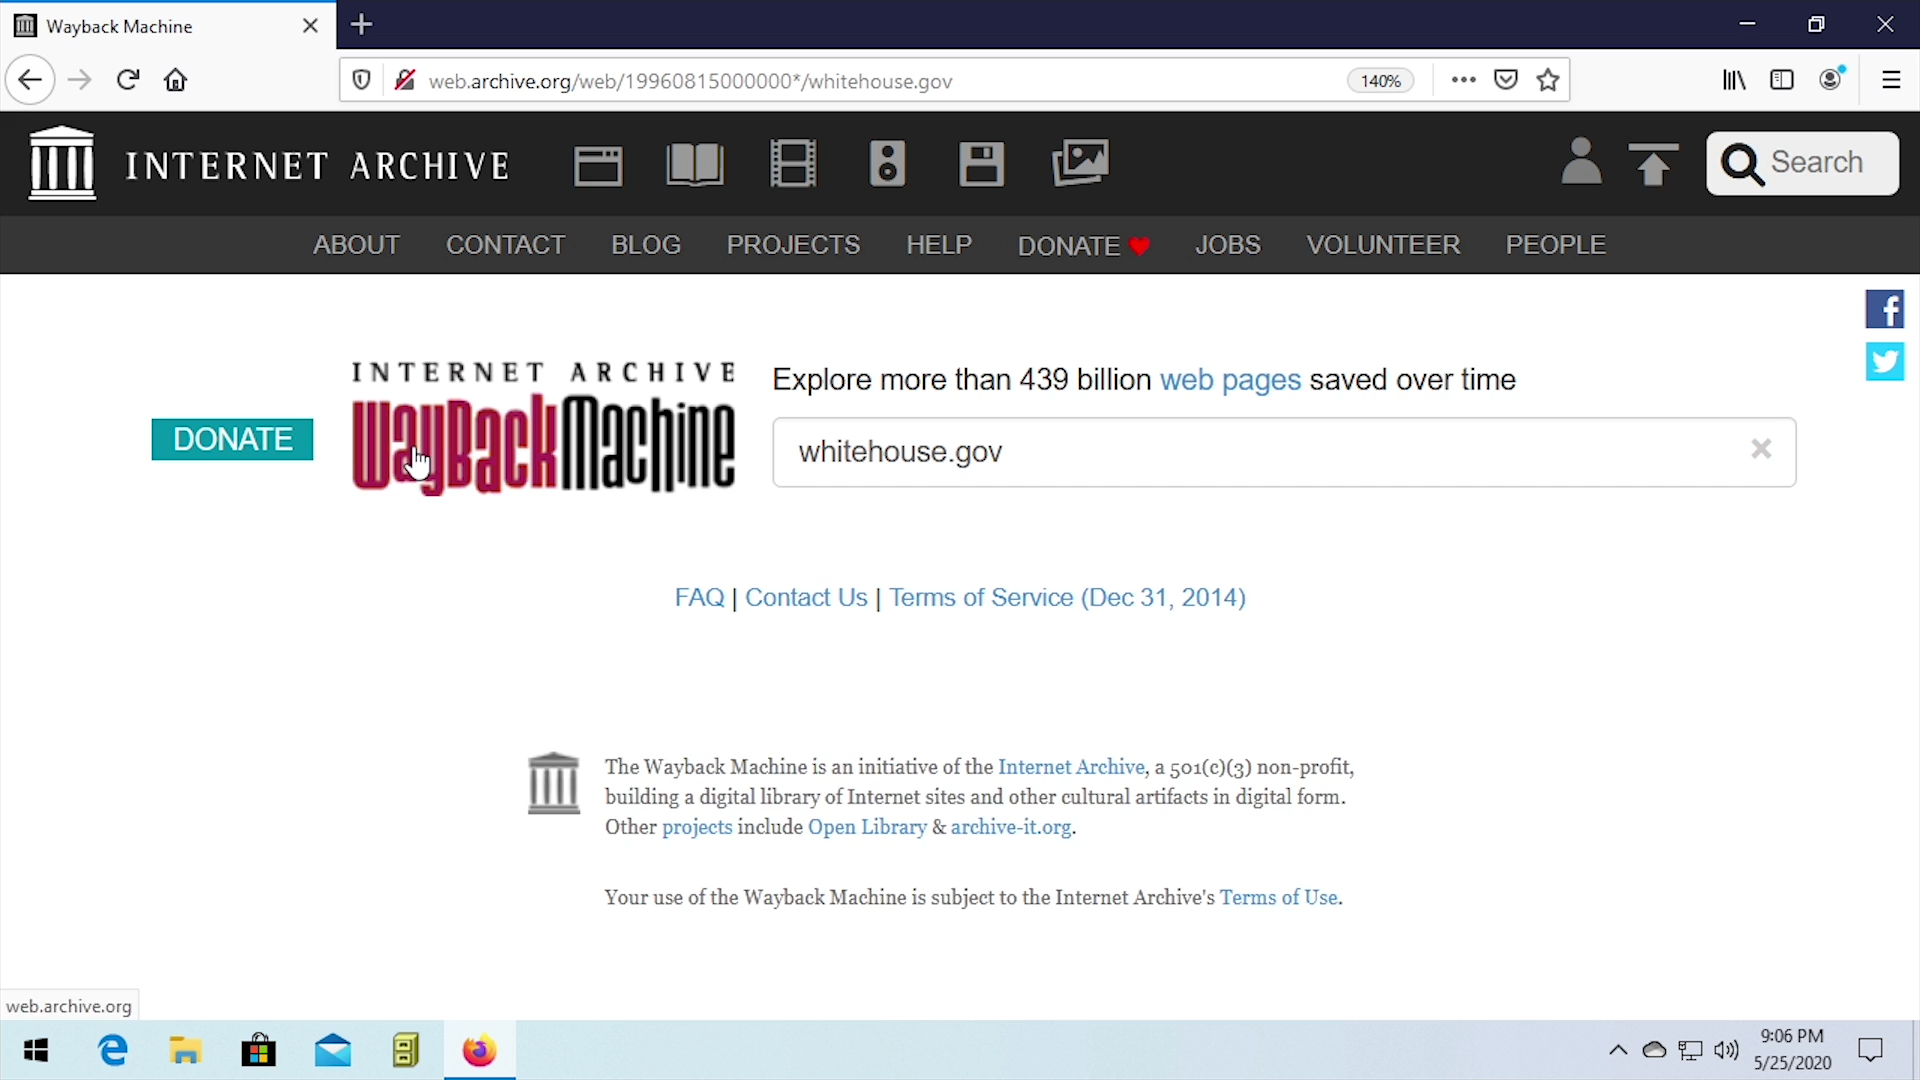 Wayback Machine
web.archive.org/web/19960815000000*/whitehouse.gov
140%
INTERNET ARCHIVE
Search
ABOUT CONTACT BLOG PROJECTS HELP DONATE JOBS VOLUNTEER PEOPLE
DONATE
INTERNET ARCHIVE
WayBackMachine
Explore more than 439 billion web pages saved over time
whitehouse.gov
FAQ | Contact Us | Terms of Service (Dec 31, 2014)
The Wayback Machine is an initiative of the Internet Archive, a 501(c)(3) non-profit,
building a digital library of Internet sites and other cultural artifacts in digital form.
Other projects include Open Library & archive-it.org.
Your use of the Wayback Machine is subject to the Internet Archive's Terms of Use.
web.archive.org
9:06 PM
5/25/2020